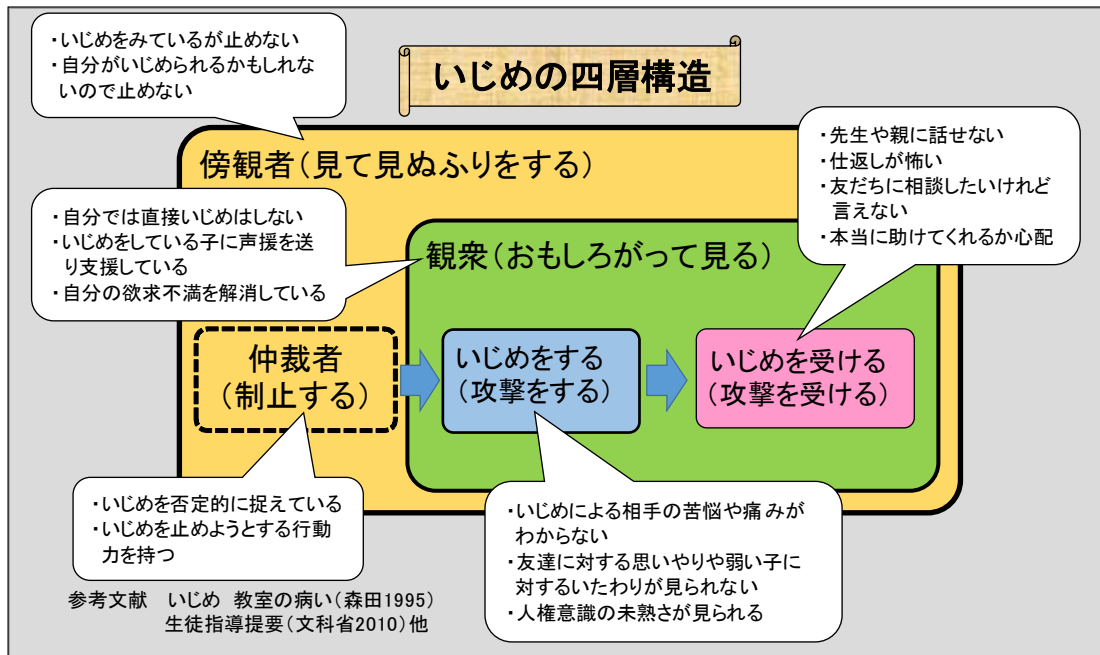 いじめの四層構造
・いじめをみているが止めない
・自分がいじめられるかもしれな
いので止めない
傍観者(見て見ぬふりをする)
・先生や親に話せない
・仕返しが怖い
・友だちに相談したいけれど
言えない
・本当に助けてくれるか心配
・自分では直接いじめはしない
・いじめをしている子に声援を送
り支援している
・自分の欲求不満を解消している
観衆(おもしろがって見る)
仲裁者
(制止する)
いじめをする
(攻撃をする)
いじめを受ける
(攻撃を受ける)
・いじめを否定的に捉えている
・いじめを止めようとする行動
力を持つ
・いじめによる相手の苦悩や痛みが
わからない
・友達に対する思いやりや弱い子に
対するいたわりが見られない
・人権意識の未熟さが見られる
参考文献 いじめ 教室の病い(森田1995)
生徒指導提要(文科省2010)他